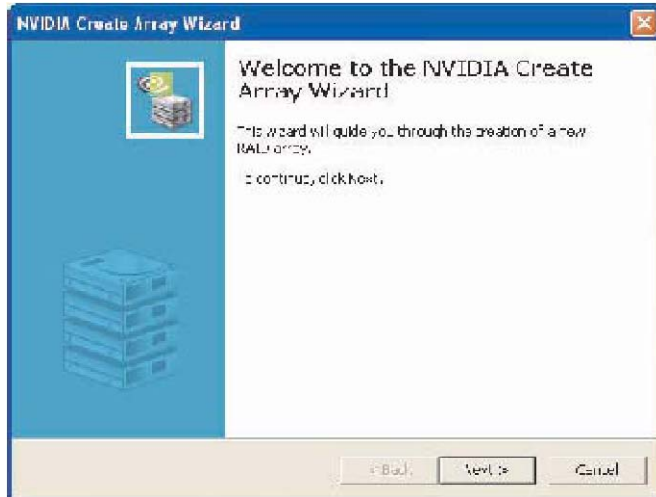 NVIDIA Create Array Wizard
Welcome to the NVIDIA Create
Array Wizard
This wizard will guide you through the creation of a new
RAID array.
To continue, click Next.
< Back
Next >
Cancel